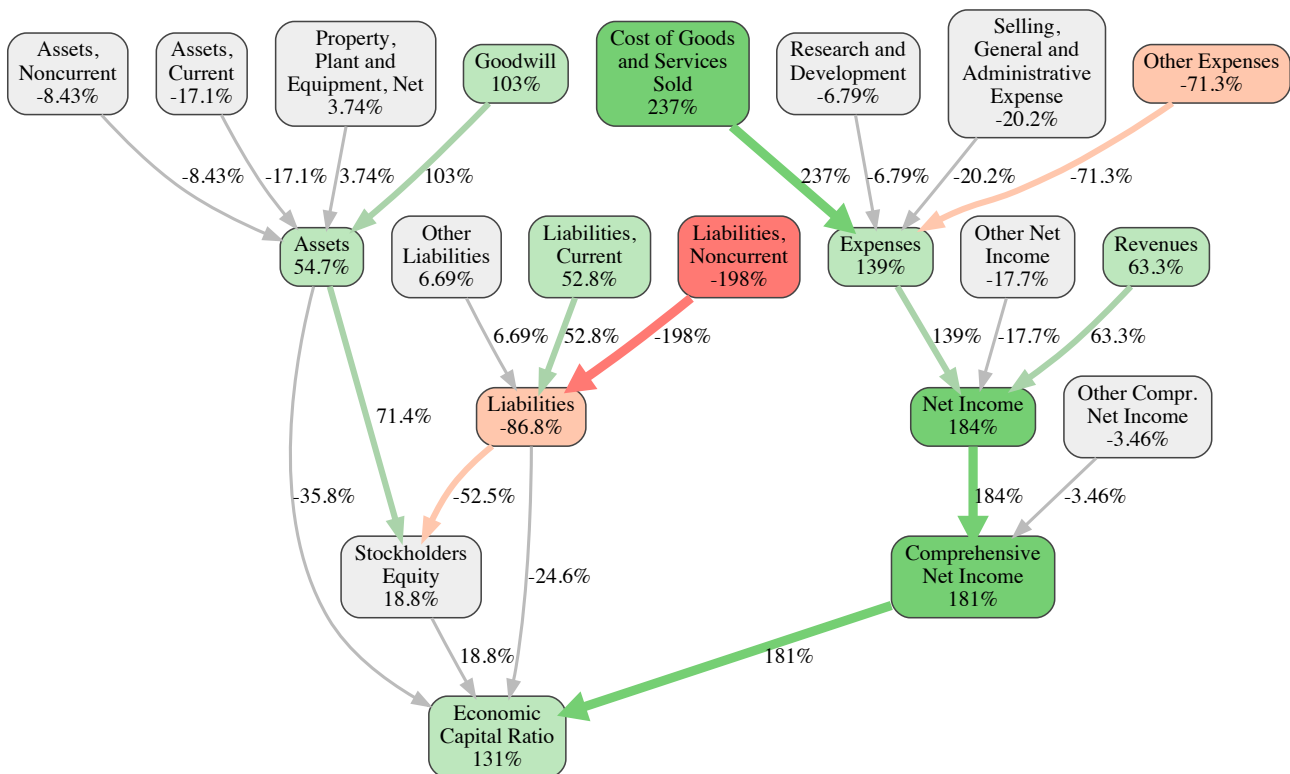 Assets,
Noncurrent
-8.43%
Assets,
Current
-17.1%
Property,
Plant and
Equipment, Net
3.74%
Goodwill
103%
Cost of Goods
and Services
Sold
237%
Research and
Development
-6.79%
Selling,
General and
Administrative
Expense
-20.2%
Other Expenses
-71.3%
-8.43%
-17.1%
3.74%
103%
237%
-6.79%
-20.2%
-71.3%
Assets
54.7%
Other
Liabilities
6.69%
Liabilities,
Current
52.8%
Liabilities,
Noncurrent
-198%
Expenses
139%
Other Net
Income
-17.7%
Revenues
63.3%
6.69%
52.8%
-198%
139%
-17.7%
63.3%
Liabilities
-86.8%
Net Income
184%
Other Compr.
Net Income
-3.46%
71.4%
-35.8%
-52.5%
184%
-3.46%
Stockholders
Equity
18.8%
-24.6%
Comprehensive
Net Income
181%
18.8%
181%
Economic
Capital Ratio
131%